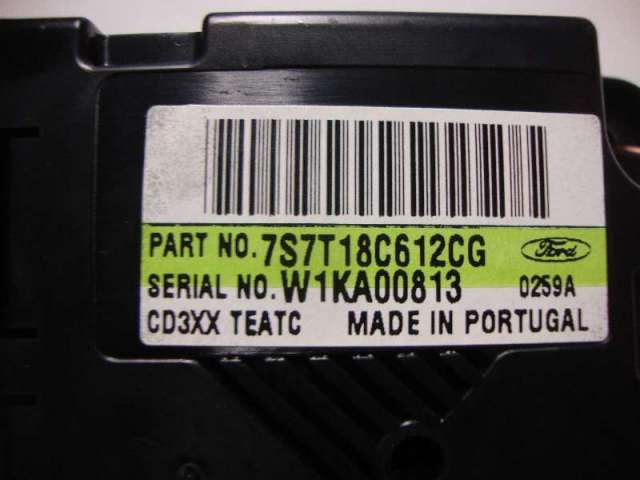 PART NO. 7S7T18C612CG Ford
SERIAL NO. W1KA00813 0259A
CD3XX TEATC MADE IN PORTUGAL